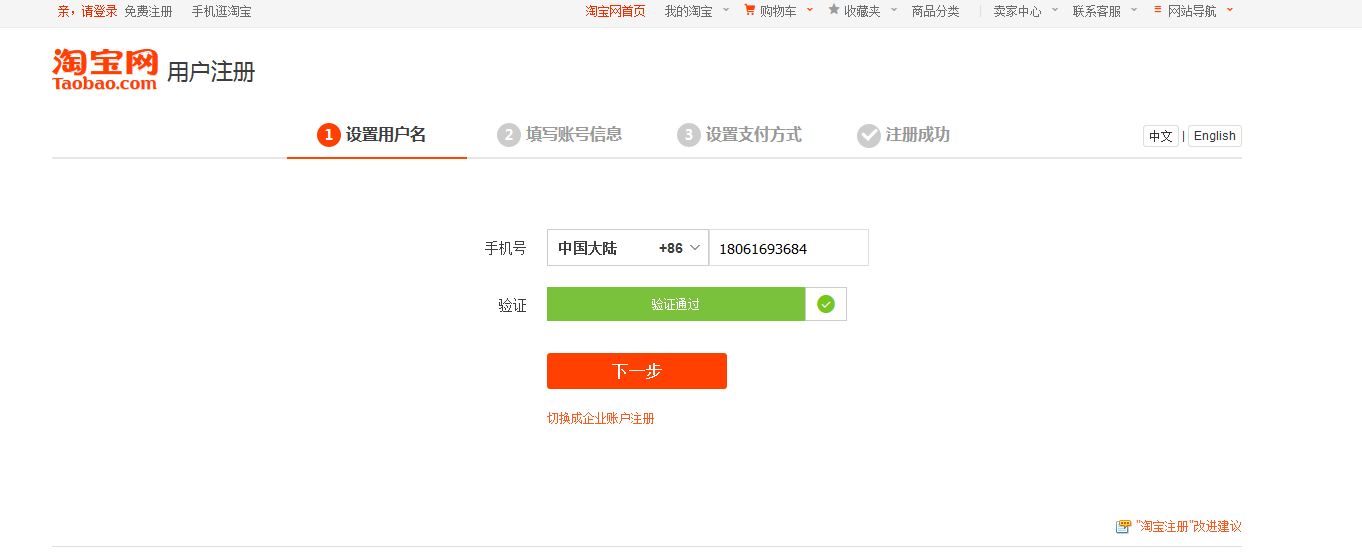 亲，请登录 免费注册 手机逛淘宝 淘宝网首页 我的淘宝 购物车 收藏夹 商品分类 | 卖家中心 联系客服 网站导航
淘宝网
Taobao.com
用户注册
1 设置用户名 2 填写账号信息 3 设置支付方式 注册成功 中文 | English
手机号 中国大陆 +86 18061693684
验证 验证通过
下一步
切换成企业账户注册
"淘宝注册"改进建议